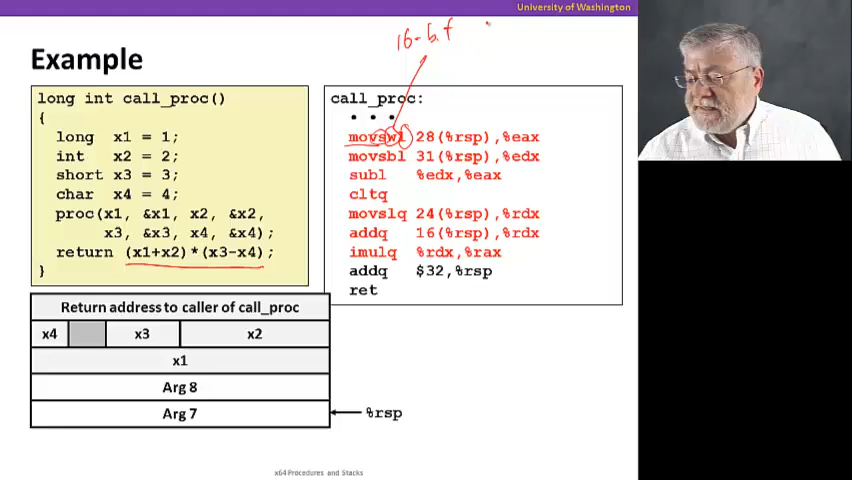 University of Washington
16-bit
Example
long int call_proc()
{
long x1 = 1;
int x2 = 2;
short x3 = 3;
char x4 = 4;
proc(x1, &x1, x2, &x2,
x3, &x3, x4, &x4);
return (x1+x2)*(x3-x4);
}
call_proc:
• • •
movswl 28(%rsp),%eax
movsbl 31(%rsp),%edx
subl %edx,%eax
cltq
movslq 24(%rsp),%rdx
addq 16(%rsp),%rdx
imulq %rdx,%rax
addq $32,%rsp
ret
Return address to caller of call_proc
x4 x3 x2
x1
Arg 8
Arg 7
%rsp
x64 Procedures and Stacks